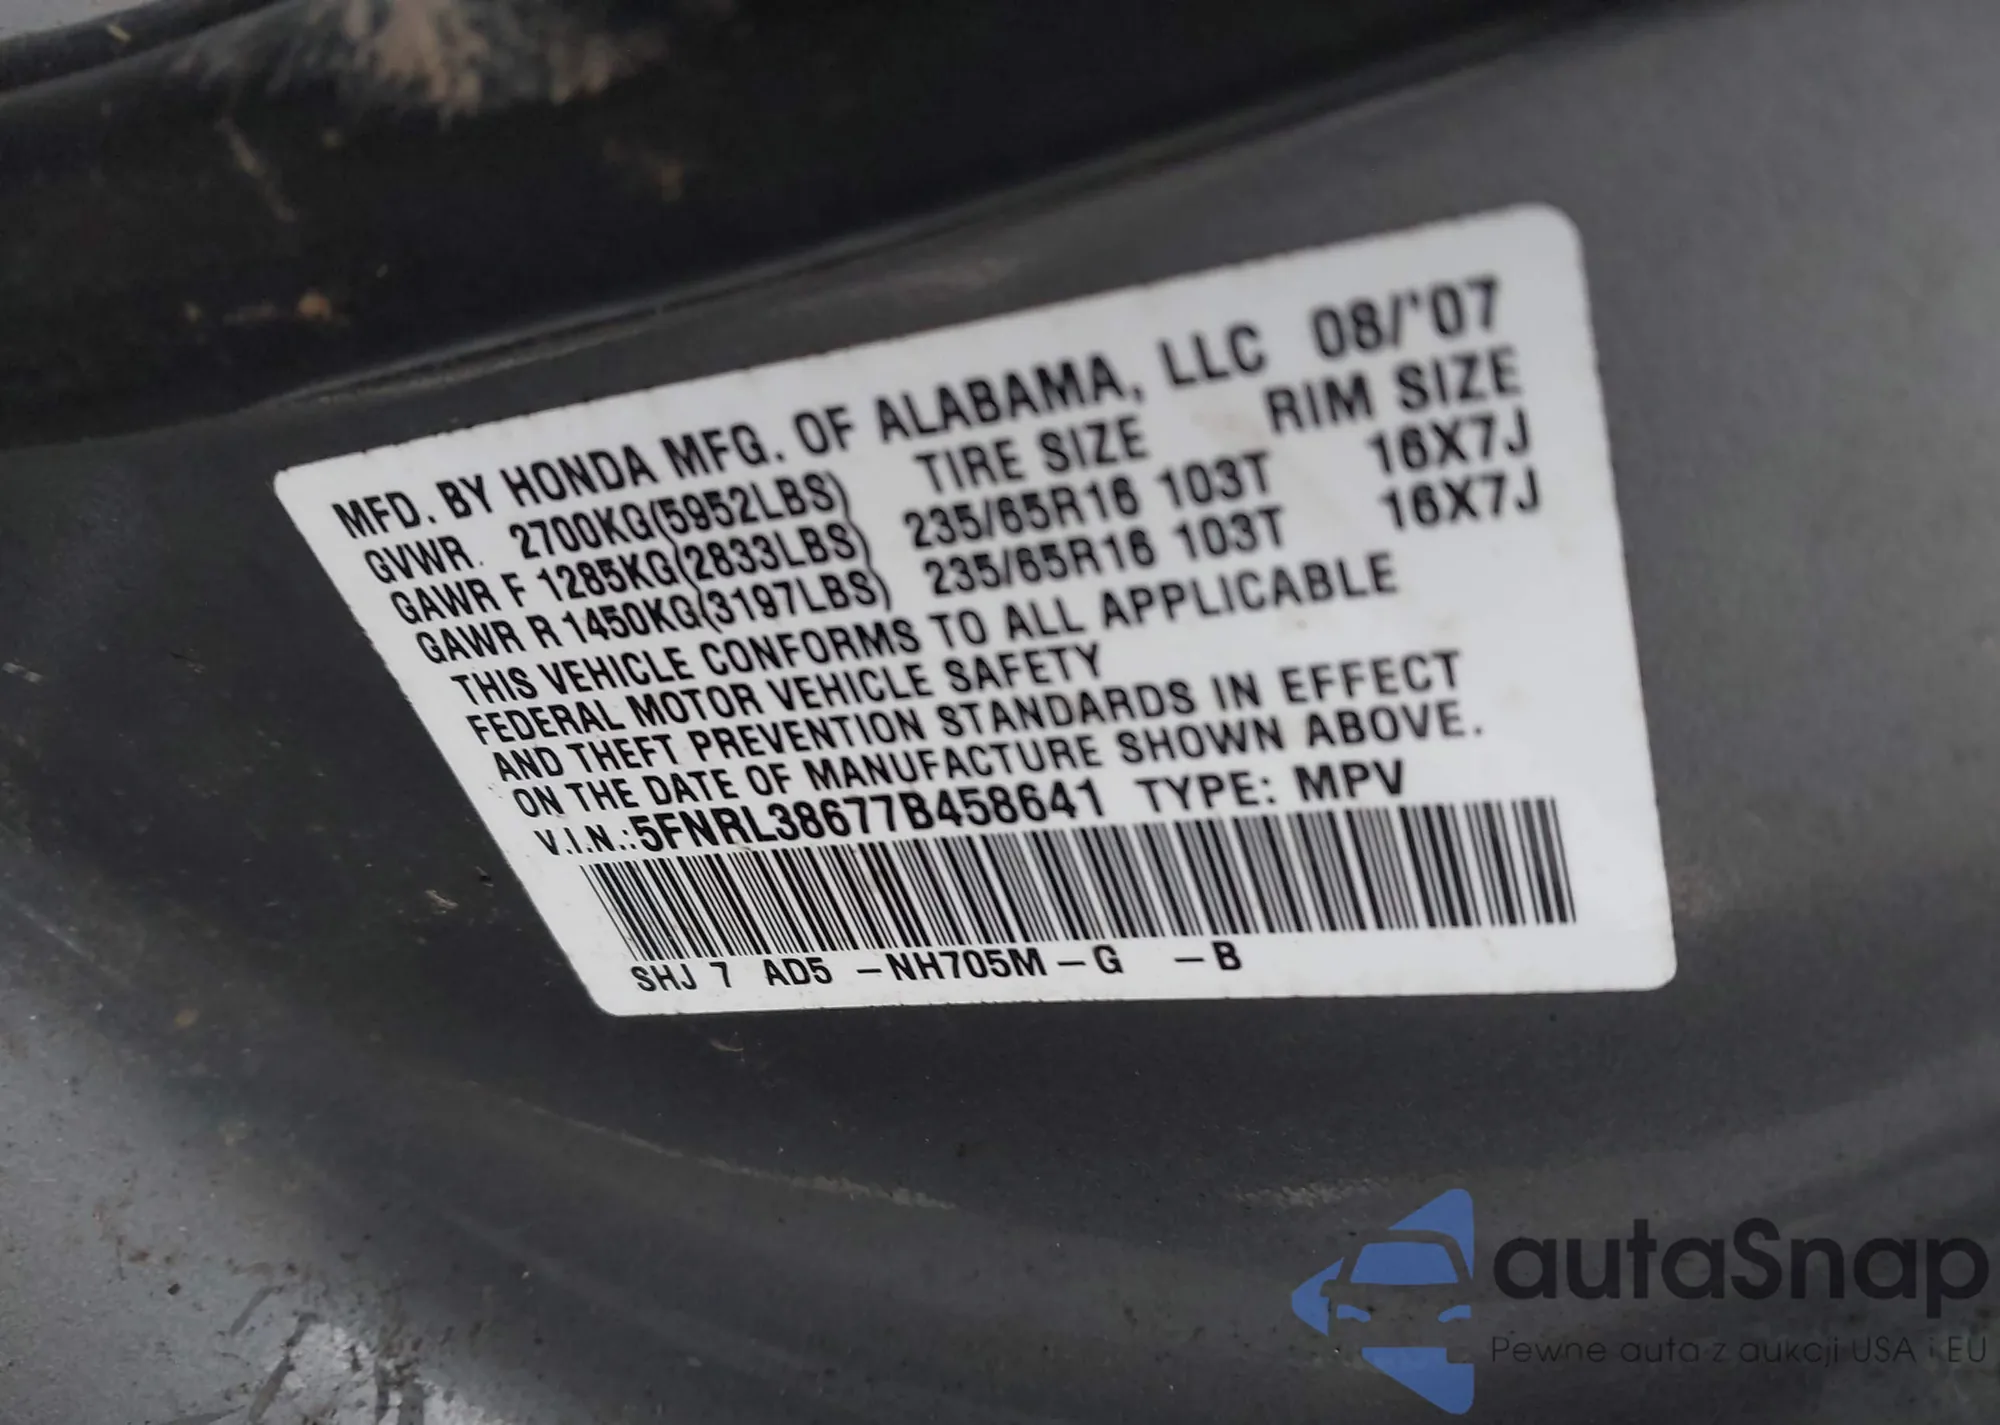 MFD. BY HONDA MFG. OF ALABAMA, LLC 08/'07
GVWR. 2700KG(5952LBS) TIRE SIZE RIM SIZE
GAWR F 1285KG(2833LBS) 235/65R16 103T 16X7J
GAWR R 1450KG(3197LBS) 235/65R16 103T 16X7J
THIS VEHICLE CONFORMS TO ALL APPLICABLE
FEDERAL MOTOR VEHICLE SAFETY
AND THEFT PREVENTION STANDARDS IN EFFECT
ON THE DATE OF MANUFACTURE SHOWN ABOVE.
V.I.N.:5FNRL38677B458641 TYPE: MPV
SHJ 7 AD5 -NH705M-G -B
autaSnap
Pewne auta z aukcji USA i EU